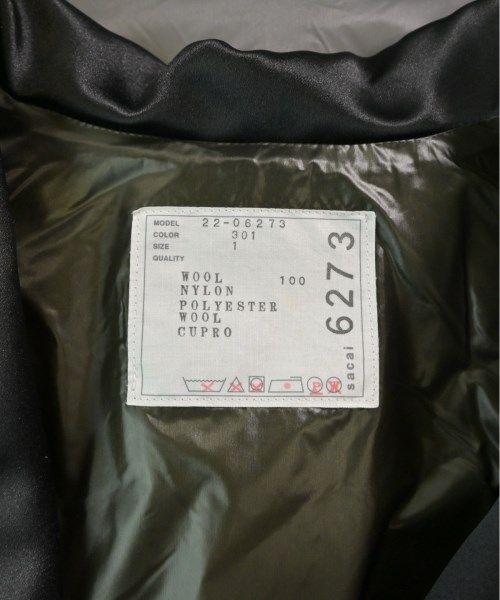 MODEL 22-06273
COLOR 301
SIZE 1
QUALITY
WOOL 100
NYLON
POLYESTER
WOOL
CUPRO
P W
sacai 6273